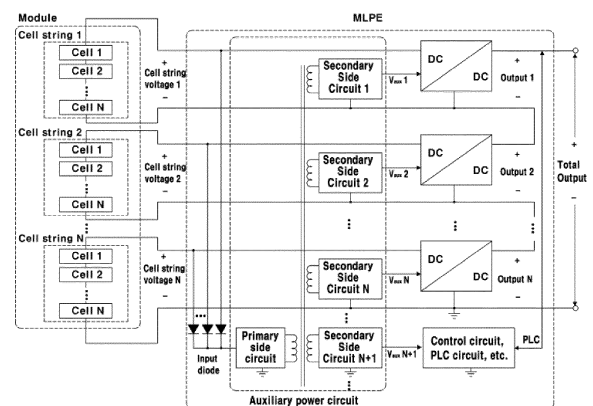 Module
MLPE
Cell string 1
Cell 1
Cell 2
Cell N
+
Cell string
voltage 1
−
Secondary
Side
Circuit 1
Vaux 1
DC
DC
+
Output 1
−
Cell string 2
Cell 1
Cell 2
Cell N
+
Cell string
voltage 2
−
Secondary
Side
Circuit 2
Vaux 2
DC
DC
+
Output 2
−
+
Total
Output
−
Cell string N
Cell 1
Cell 2
Cell N
+
Cell string
voltage N
−
Secondary
Side
Circuit N
Vaux N
DC
DC
+
Output N
−
Input
diode
Primary
side
circuit
Secondary
Side
Circuit N+1
Vaux N+1
Control circuit,
PLC circuit, etc.
PLC
Auxiliary power circuit